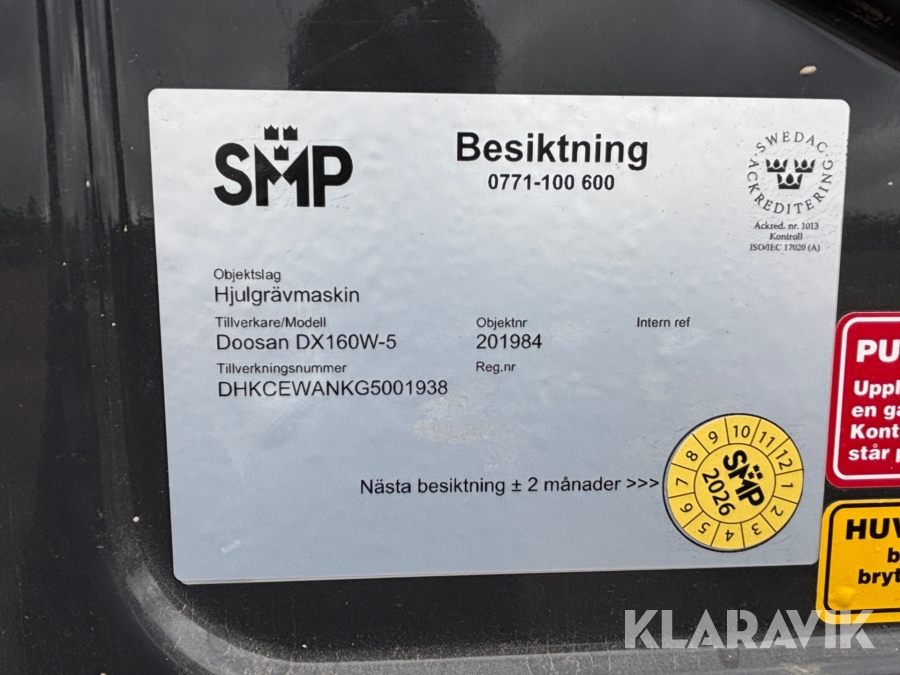 SMP
Besiktning
0771-100 600
SWEDAC ACKREDITERING
Ackred. nr. 1013
Kontroll
ISO/IEC 17020 (A)
Objektslag
Hjulgrävmaskin
Tillverkare/Modell
Doosan DX160W-5
Objektnr
201984
Intern ref
Tillverkningsnummer
DHKCEWANKG5001938
Reg.nr
Nästa besiktning ± 2 månader >>>
1 2 3 4 5 6 7 8 9 10 11 12
SMP
2026
PU
Uppl
en ga
Kont
står p
HUV
b
bryt
KLARAVIK